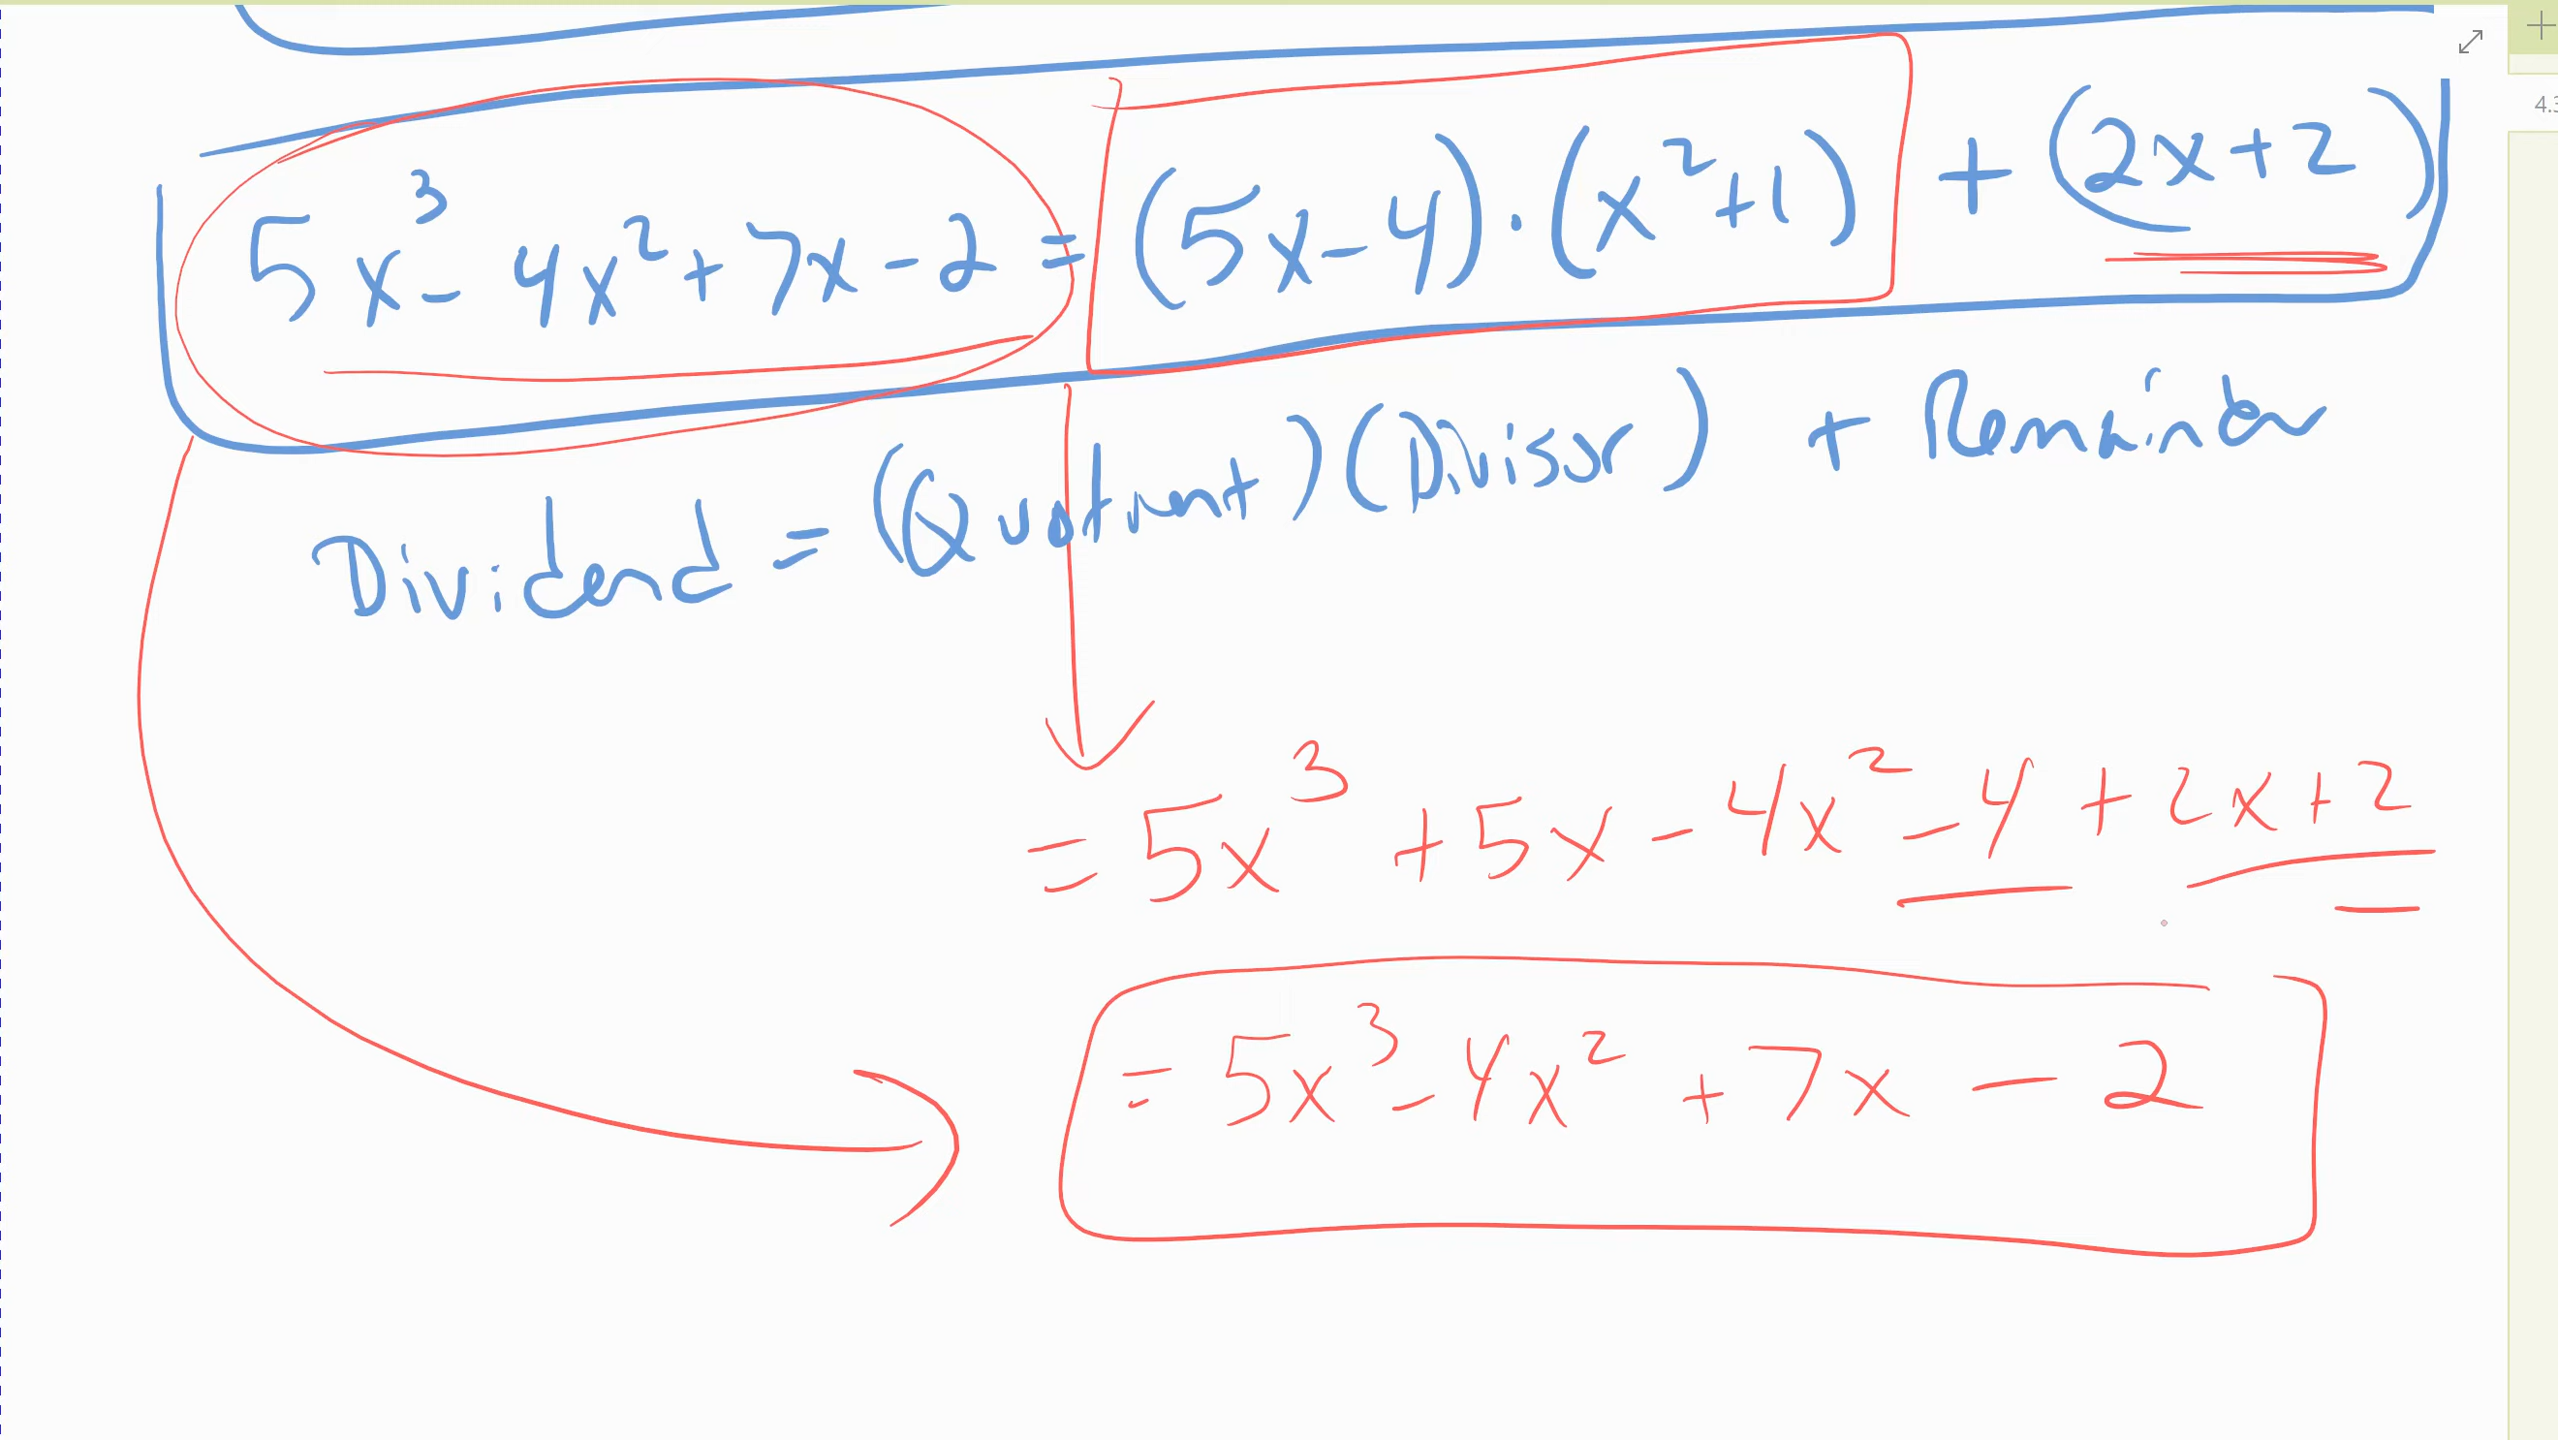 5x³ - 4x² + 7x - 2 = (5x - 4) · (x² + 1) + (2x + 2)
Dividend = (Quotient)(Divisor) + Remainder
= 5x³ + 5x - 4x² - 4 + 2x + 2
= 5x³ - 4x² + 7x - 2